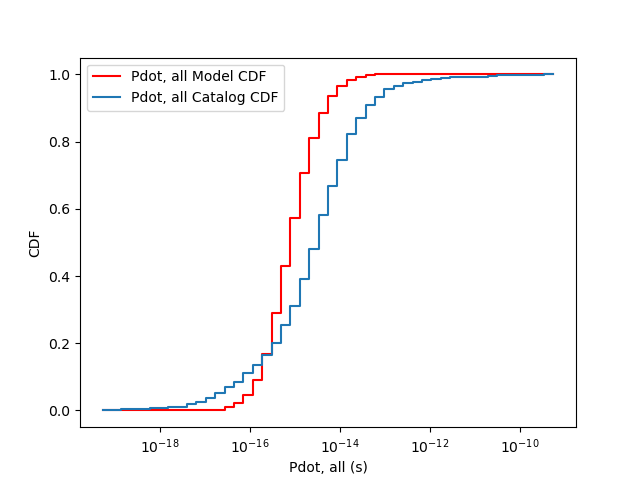 Pdot, all Model CDF
Pdot, all Catalog CDF
CDF
1.0
0.8
0.6
0.4
0.2
0.0
10⁻¹⁸ 10⁻¹⁶ 10⁻¹⁴ 10⁻¹² 10⁻¹⁰
Pdot, all (s)